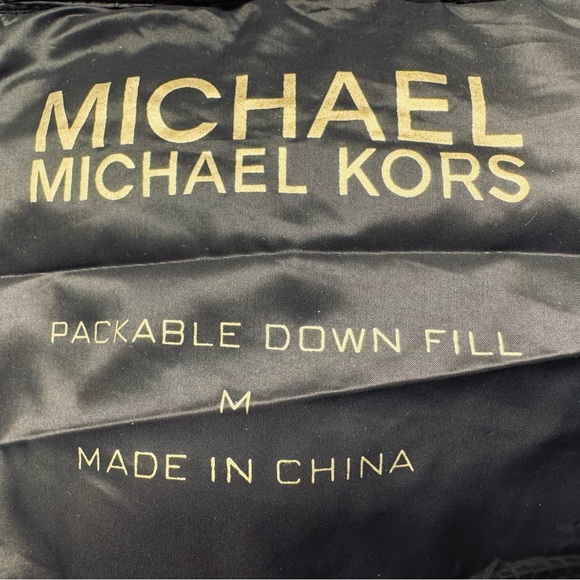 MICHAEL
MICHAEL KORS
PACKABLE DOWN FILL
M
MADE IN CHINA